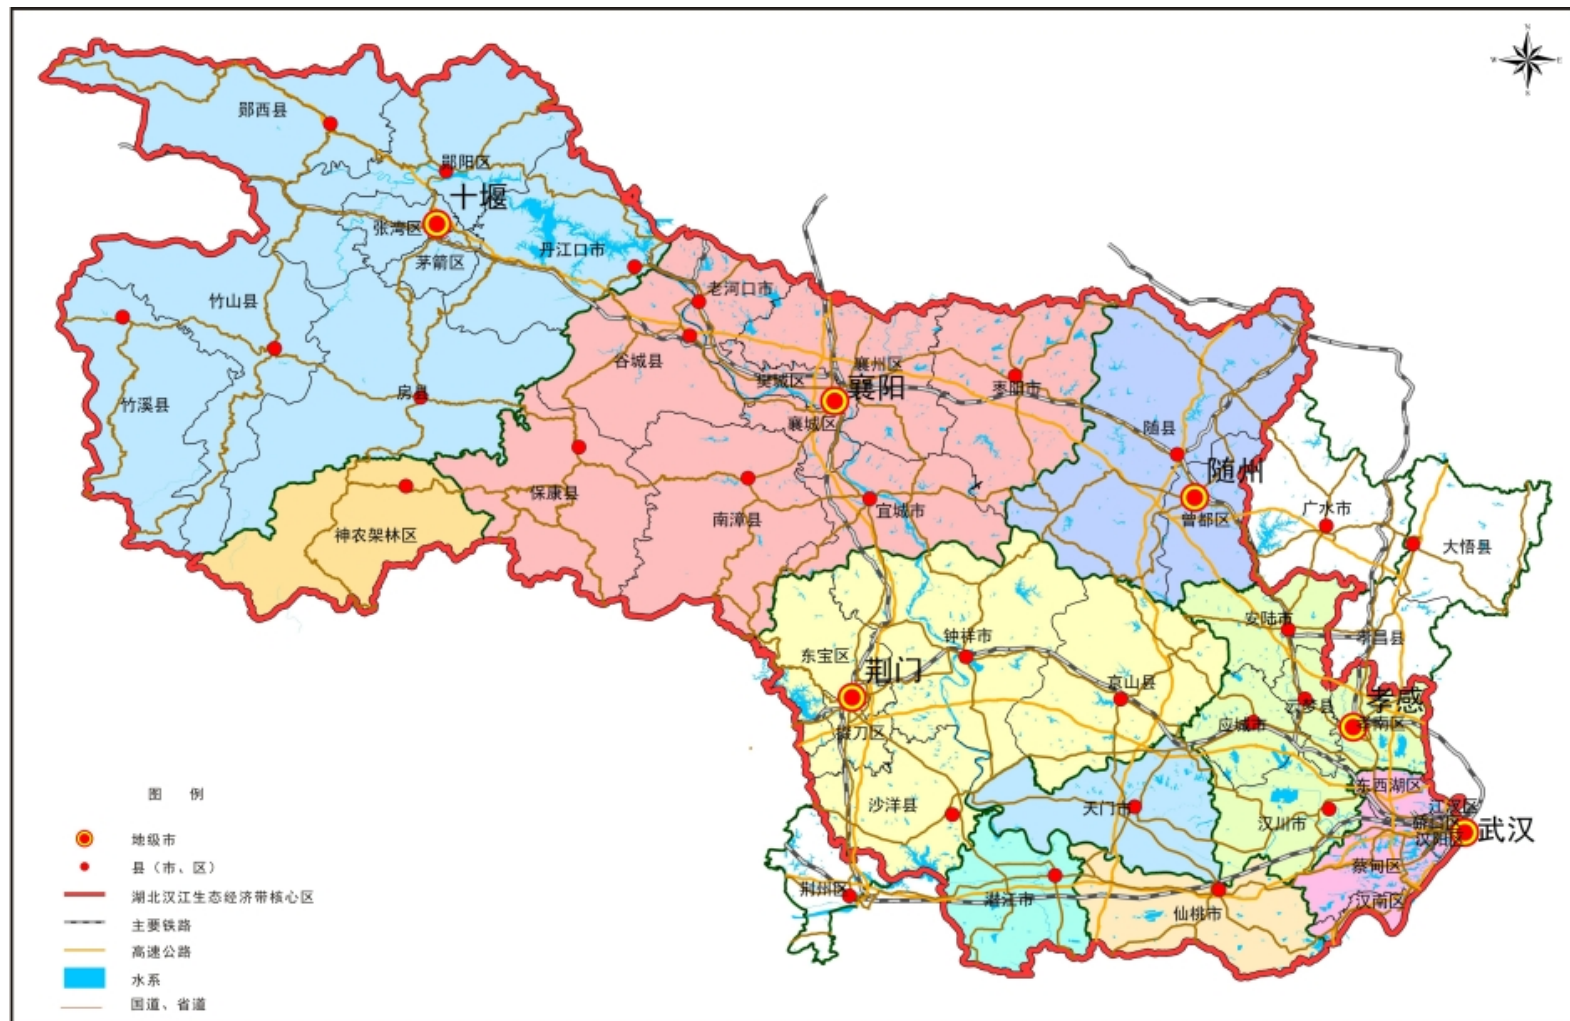 N
W
E
S
郧西县
郧阳区
十堰
张湾区
茅箭区
丹江口市
竹山县
老河口市
谷城县
襄州区
樊城区
襄阳
枣阳市
竹溪县
房县
襄城区
随县
随州
保康县
南漳县
宜城市
广水市
曾都区
神农架林区
大悟县
安陆市
钟祥市
孝昌县
东宝区
荆门
京山县
孝感
云梦县
应城市
孝南区
掇刀区
东西湖区
图 例
沙洋县
天门市
汉川市
江汉区
硚口区
武汉
汉阳区
地级市
蔡甸区
县（市、区）
荆州区
潜江市
汉南区
湖北汉江生态经济带核心区
仙桃市
主要铁路
高速公路
水系
国道、省道